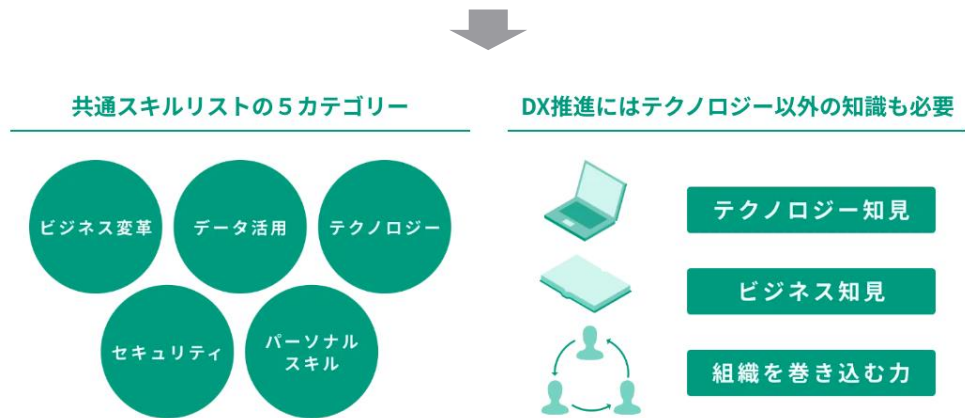 共通スキルリストの５カテゴリー
ビジネス変革
データ活用
テクノロジー
セキュリティ
パーソナル
スキル
DX推進にはテクノロジー以外の知識も必要
テクノロジー知見
ビジネス知見
組織を巻き込む力